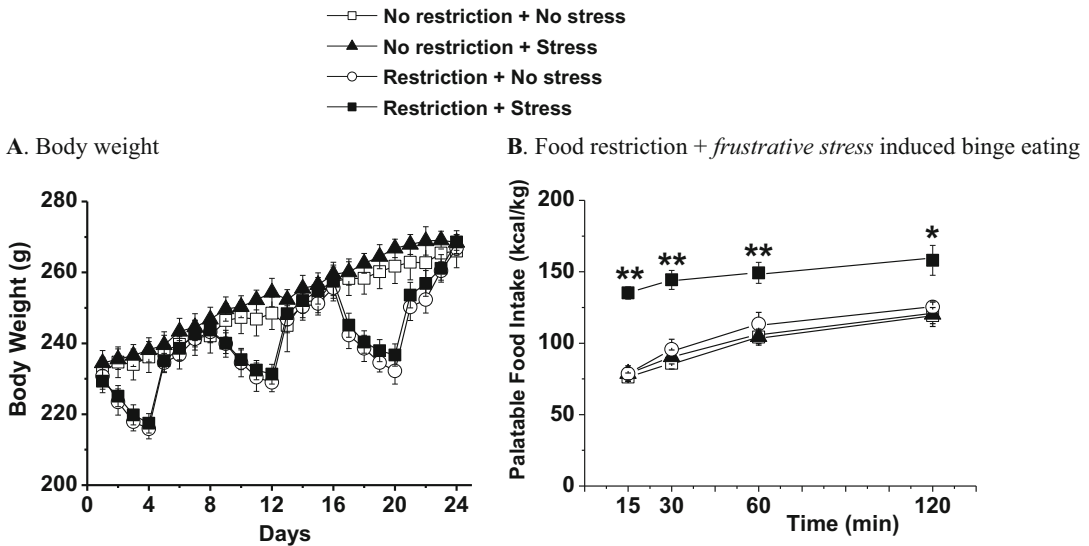 No restriction + No stress
No restriction + Stress
Restriction + No stress
Restriction + Stress
A. Body weight
B. Food restriction + frustrative stress induced binge eating
280
260
240
220
200
Body Weight (g)
0 4 8 12 16 20 24
Days
200
150
100
50
0
Palatable Food Intake (kcal/kg)
** ** ** *
15 30 60 120
Time (min)